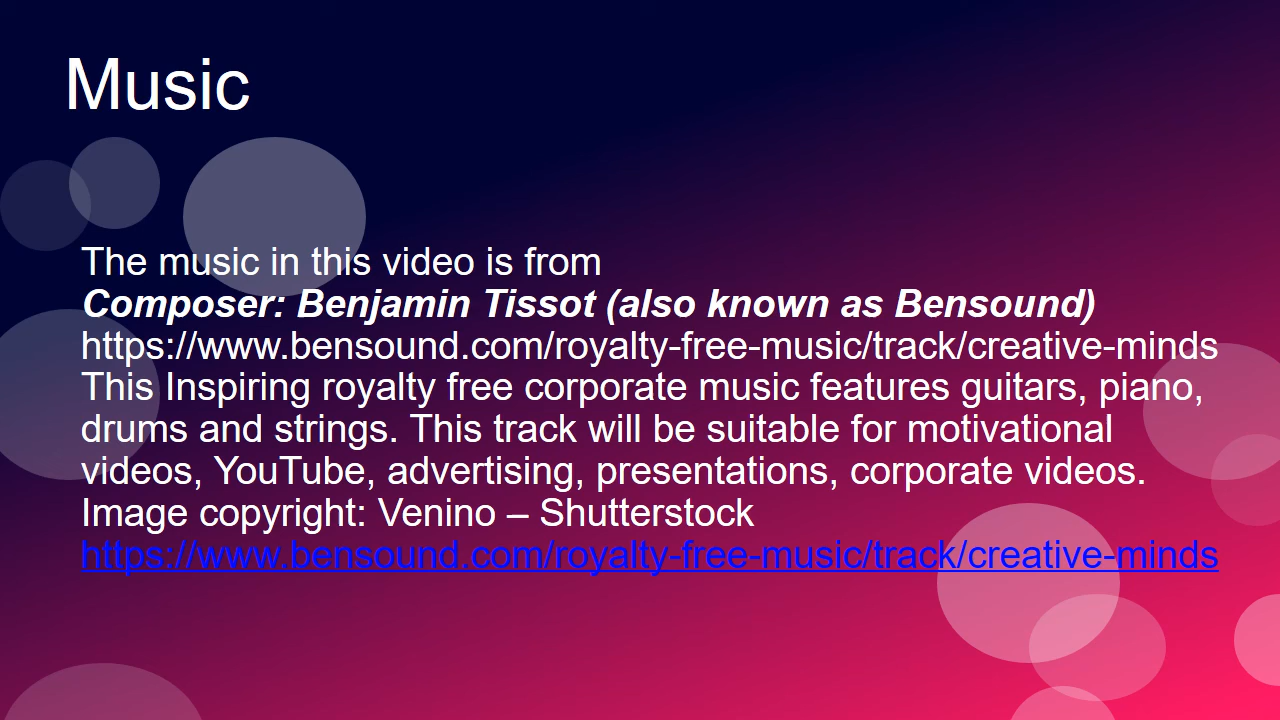 Music
The music in this video is from
Composer: Benjamin Tissot (also known as Bensound)
https://www.bensound.com/royalty-free-music/track/creative-minds
This Inspiring royalty free corporate music features guitars, piano,
drums and strings. This track will be suitable for motivational
videos, YouTube, advertising, presentations, corporate videos.
Image copyright: Venino – Shutterstock
https://www.bensound.com/royalty-free-music/track/creative-minds